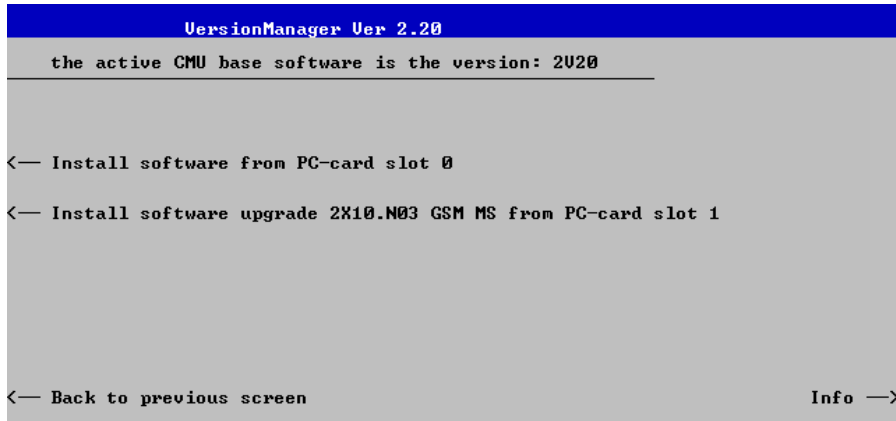 VersionManager Ver 2.20
the active CMU base software is the version: 2V20
<── Install software from PC-card slot 0
<── Install software upgrade 2X10.N03 GSM MS from PC-card slot 1
<── Back to previous screen
Info ──>